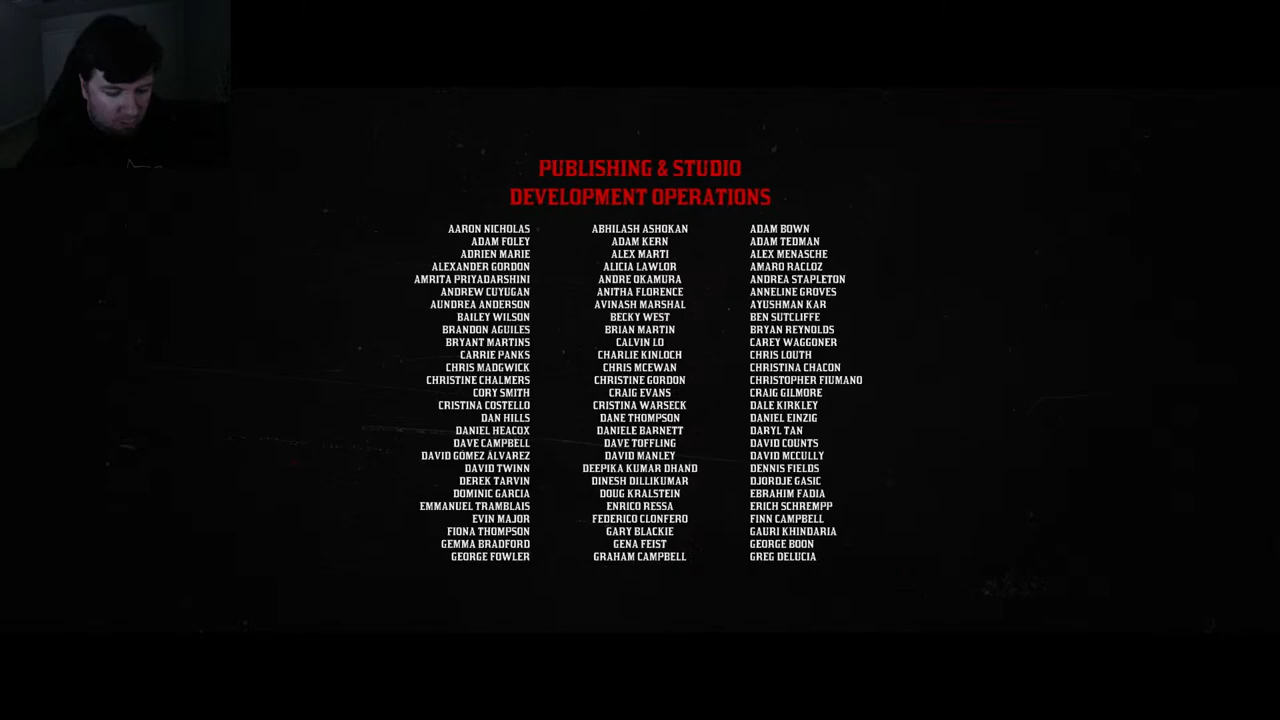 PUBLISHING & STUDIO
DEVELOPMENT OPERATIONS
AARON NICHOLAS ABHILASH ASHOKAN ADAM BOWN
ADAM FOLEY ADAM KERN ADAM TEDMAN
ADRIEN MARIE ALEX MARTI ALEX MENASCHE
ALEXANDER GORDON ALICIA LAWLOR AMARO RACLOZ
AMRITA PRIYADARSHINI ANDRE OKAMURA ANDREA STAPLETON
ANDREW CUYUGAN ANITHA FLORENCE ANNELINE GROVES
AUNDREA ANDERSON AVINASH MARSHAL AYUSHMAN KAR
BAILEY WILSON BECKY WEST BEN SUTCLIFFE
BRANDON AGUILES BRIAN MARTIN BRYAN REYNOLDS
BRYANT MARTINS CALVIN LO CAREY WAGGONER
CARRIE PANKS CHARLIE KINLOCH CHRIS LOUTH
CHRIS MADGWICK CHRIS MCEWAN CHRISTINA CHACON
CHRISTINE CHALMERS CHRISTINE GORDON CHRISTOPHER FIUMANO
CORY SMITH CRAIG EVANS CRAIG GILMORE
CRISTINA COSTELLO CRISTINA WARSECK DALE KIRKLEY
DAN HILLS DANE THOMPSON DANIEL EINZIG
DANIEL HEACOX DANIELE BARNETT DARYL TAN
DAVE CAMPBELL DAVE TOFFLING DAVID COUNTS
DAVID GÓMEZ ÁLVAREZ DAVID MANLEY DAVID MCCULLY
DAVID TWINN DEEPIKA KUMAR DHAND DENNIS FIELDS
DEREK TARVIN DINESH DILLIKUMAR DJORDJE GASIC
DOMINIC GARCIA DOUG KRALSTEIN EBRAHIM FADIA
EMMANUEL TRAMBLAIS ENRICO RESSA ERICH SCHREMPP
EVIN MAJOR FEDERICO CLONFERO FINN CAMPBELL
FIONA THOMPSON GARY BLACKIE GAURI KHINDARIA
GEMMA BRADFORD GENA FEIST GEORGE BOON
GEORGE FOWLER GRAHAM CAMPBELL GREG DELUCIA